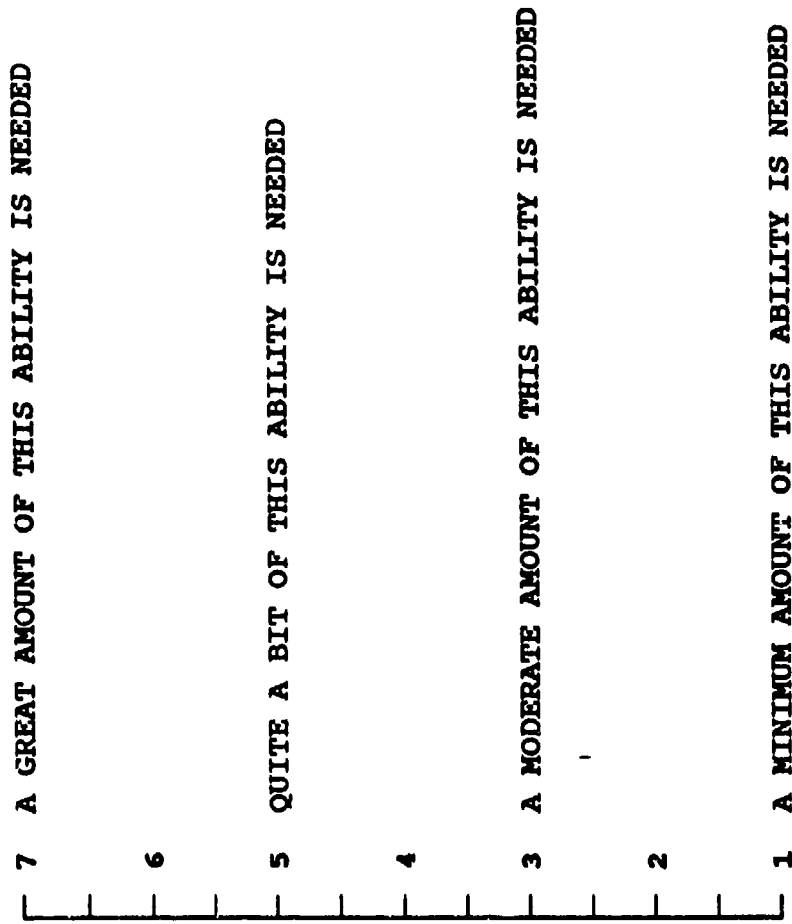 7 A GREAT AMOUNT OF THIS ABILITY IS NEEDED
6
5 QUITE A BIT OF THIS ABILITY IS NEEDED
4
3 A MODERATE AMOUNT OF THIS ABILITY IS NEEDED
2
1 A MINIMUM AMOUNT OF THIS ABILITY IS NEEDED